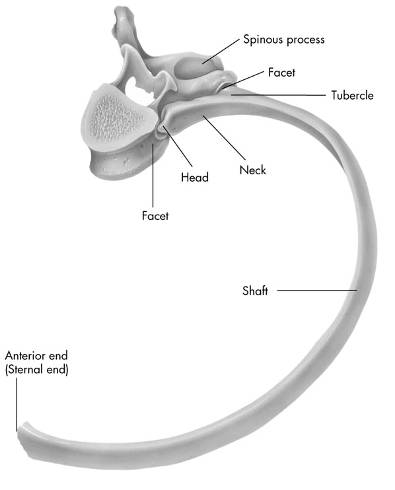 Spinous process
Facet
Tubercle
Neck
Head
Facet
Shaft
Anterior end
(Sternal end)